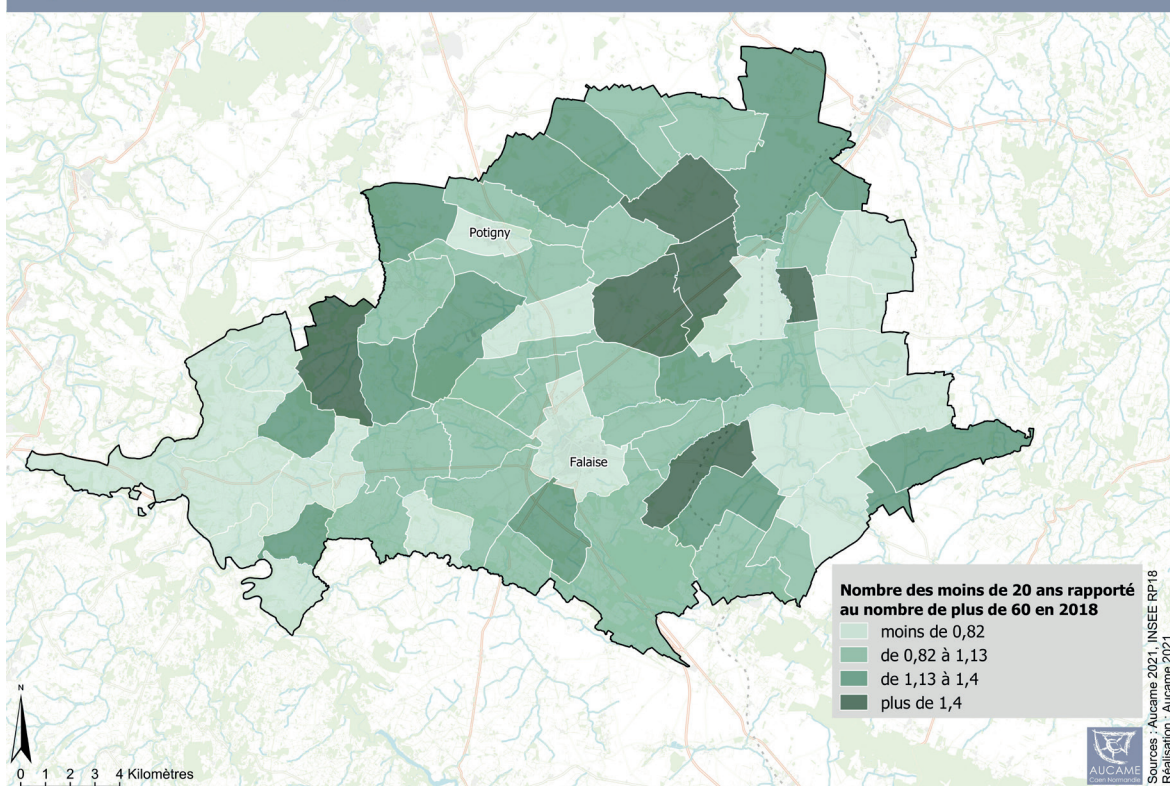 Potigny
Falaise
Nombre des moins de 20 ans rapporté
au nombre de plus de 60 en 2018
moins de 0,82
de 0,82 à 1,13
de 1,13 à 1,4
plus de 1,4
N
0 1 2 3 4 Kilomètres
AUCAME
Caen Normandie
Sources : Aucame 2021, INSEE RP18
Réalisation : Aucame 2021